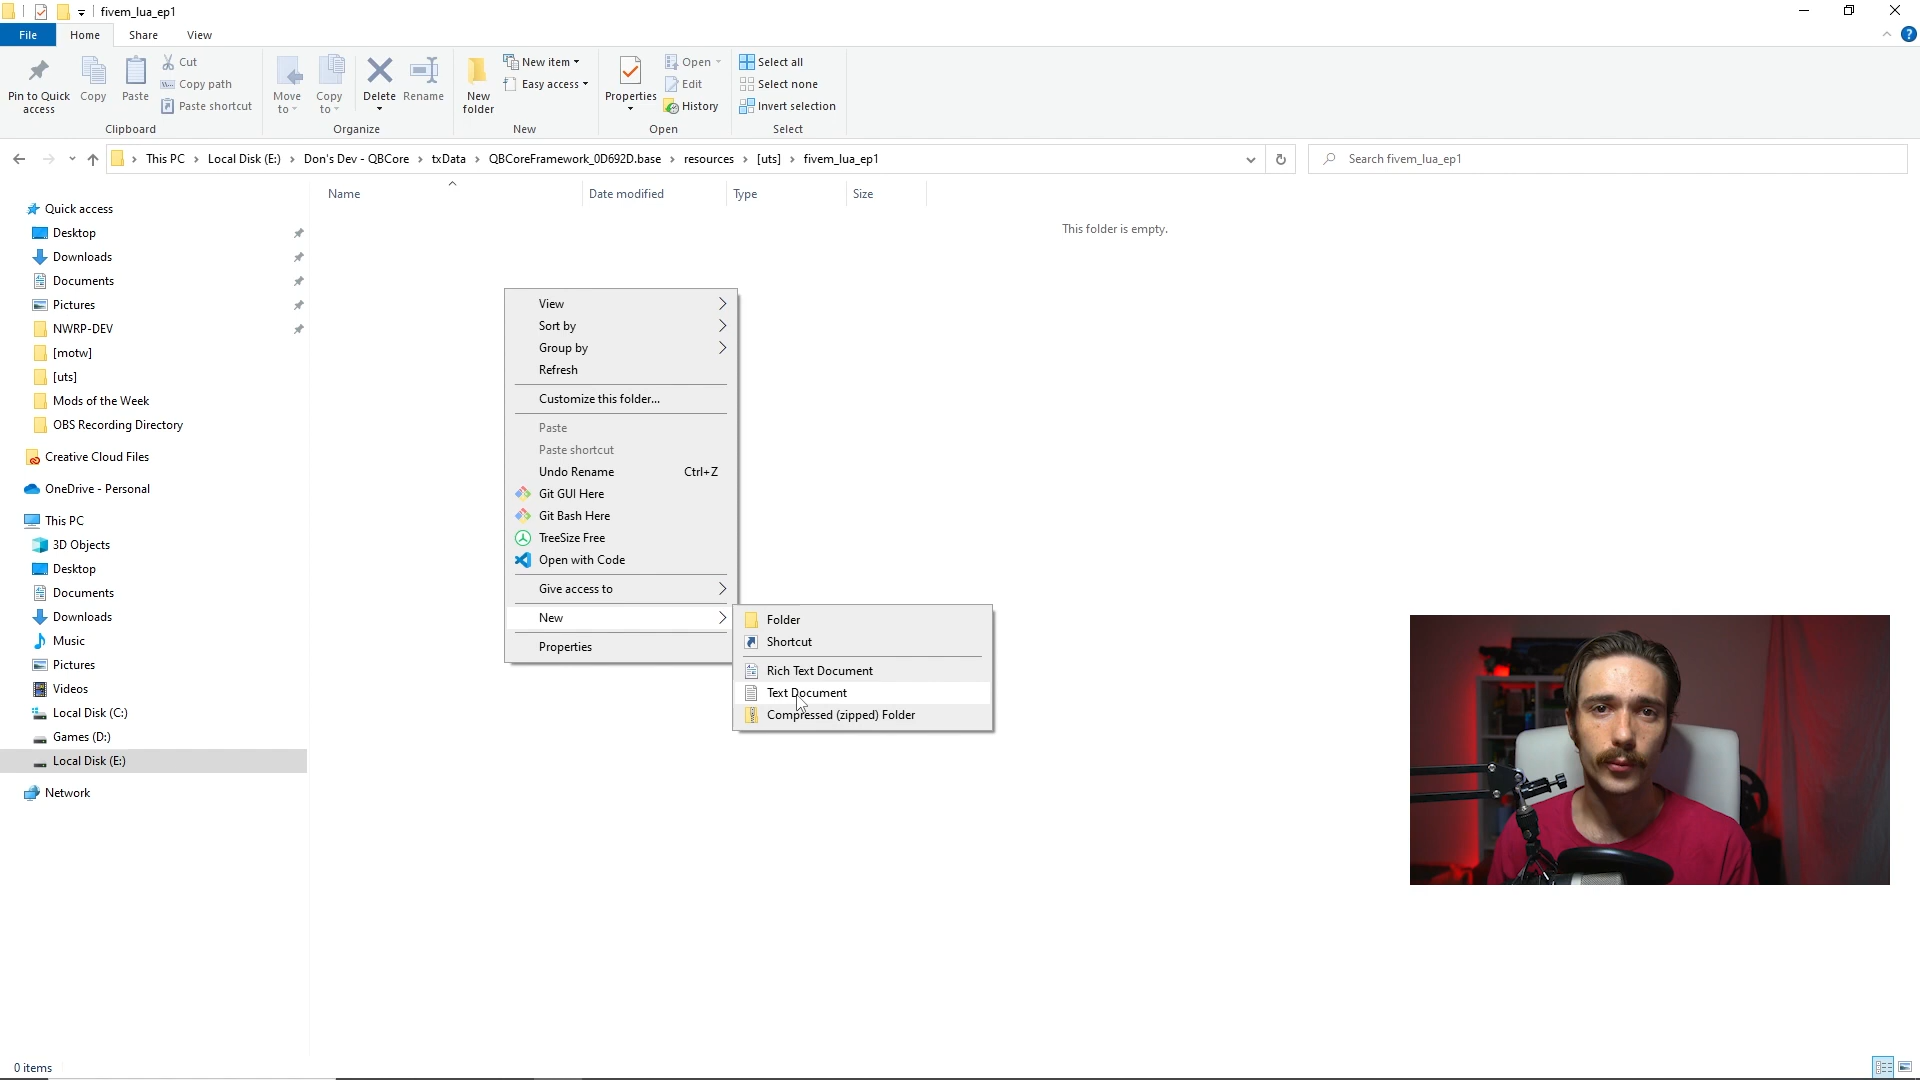 fivem_lua_ep1
File Home Share View
Pin to Quick access
Copy
Paste
Cut
Copy path
Paste shortcut
Clipboard
Move to
Copy to
Delete
Rename
Organize
New folder
New item
Easy access
New
Properties
Open
Edit
History
Open
Select all
Select none
Invert selection
Select
This PC Local Disk (E:) Don's Dev - QBCore txData QBCoreFramework_0D692D.base resources [uts] fivem_lua_ep1
Search fivem_lua_ep1
Name Date modified Type Size
This folder is empty.
Quick access
Desktop
Downloads
Documents
Pictures
NWRP-DEV
[motw]
[uts]
Mods of the Week
OBS Recording Directory
Creative Cloud Files
OneDrive - Personal
This PC
3D Objects
Desktop
Documents
Downloads
Music
Pictures
Videos
Local Disk (C:)
Games (D:)
Local Disk (E:)
Network
View
Sort by
Group by
Refresh
Customize this folder...
Paste
Paste shortcut
Undo Rename Ctrl+Z
Git GUI Here
Git Bash Here
TreeSize Free
Open with Code
Give access to
New
Properties
Folder
Shortcut
Rich Text Document
Text Document
Compressed (zipped) Folder
0 items